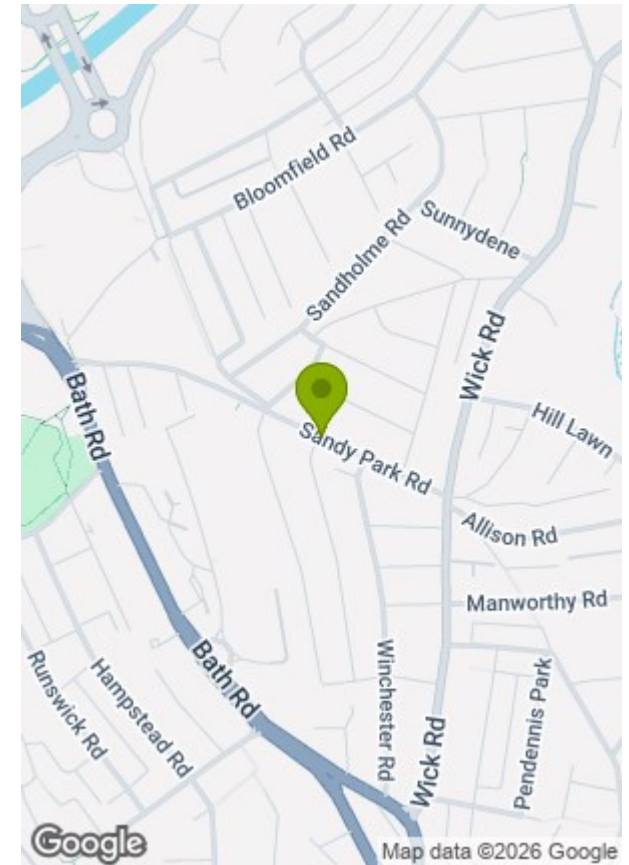 Bloomfield Rd
Sunnydene
Sandholme Rd
Wick Rd
Bath Rd
Hill Lawn
Sandy Park Rd
Allison Rd
Manworthy Rd
Runswick Rd
Hampstead Rd
Bath Rd
Winchester Rd
Pendennis Park
Wick Rd
Google
Map data ©2026 Google